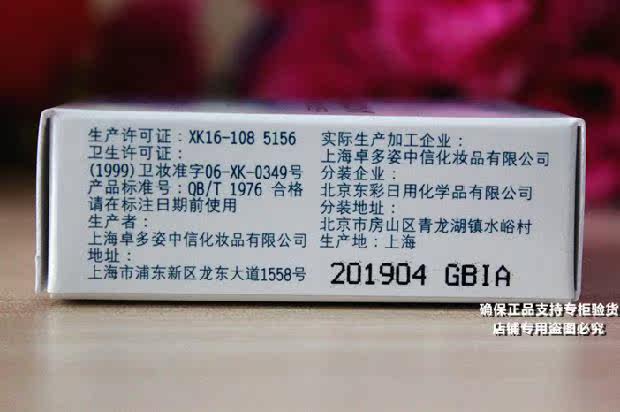 生产许可证：XK16-108 5156
卫生许可证：
(1999)卫妆准字06-XK-0349号
产品标准号：QB/T 1976 合格
请在标注日期前使用
生产者：
上海卓多姿中信化妆品有限公司
地址：
上海市浦东新区龙东大道1558号
实际生产加工企业：
上海卓多姿中信化妆品有限公司
分装企业：
北京东彩日用化学品有限公司
分装地址：
北京市房山区青龙湖镇水峪村
生产地：上海
201904 GBIA
确保正品支持专拒验货
店铺专用盗图必究